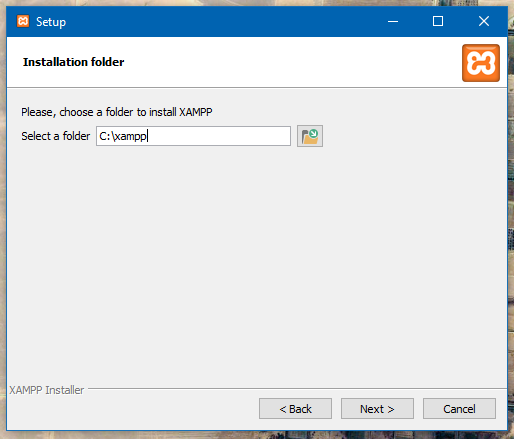 Setup
Installation folder
Please, choose a folder to install XAMPP
Select a folder C:\xampp
XAMPP Installer
< Back Next > Cancel